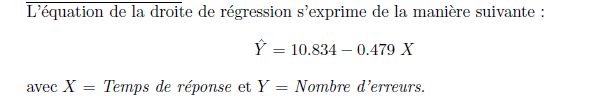 L'équation de la droite de régression s'exprime de la manière suivante :
Ŷ = 10.834 − 0.479 X
avec X = Temps de réponse et Y = Nombre d'erreurs.